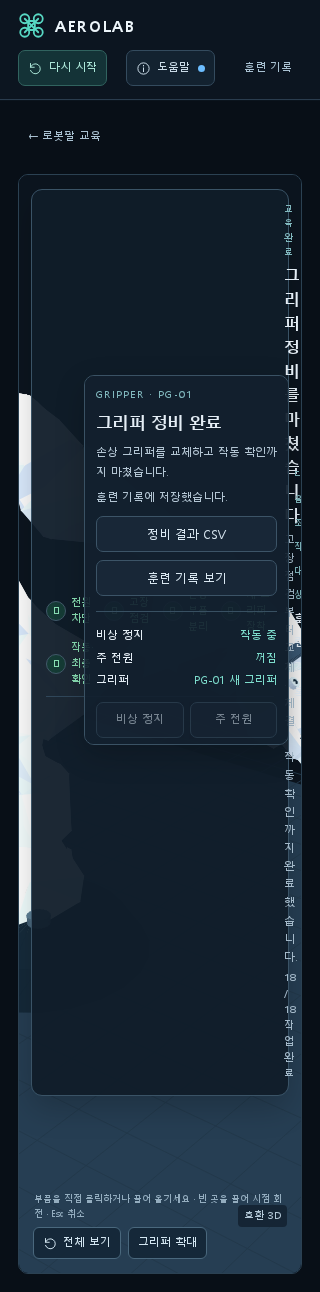 AEROLAB
다시 시작
도움말
훈련 기록
← 로봇말 교육
교육 완료
그리퍼 정비를 마쳤습니다
GRIPPER · PG-01
그리퍼 정비 완료
손상 그리퍼를 교체하고 작동 확인까
지 마쳤습니다.
훈련 기록에 저장했습니다.
정비 결과 CSV
훈련 기록 보기
비상 정지 작동 중
주 전원 꺼짐
그리퍼 PG-01 새 그리퍼
비상 정지
주 전원
작동 확인까지 완료했습니다.
18 / 18 작업 완료
부품을 직접 클릭하거나 끌어 옮기세요 · 빈 곳을 끌어 시점 회
전 · Esc 취소
흐환 3D
전체 보기
그리퍼 확대